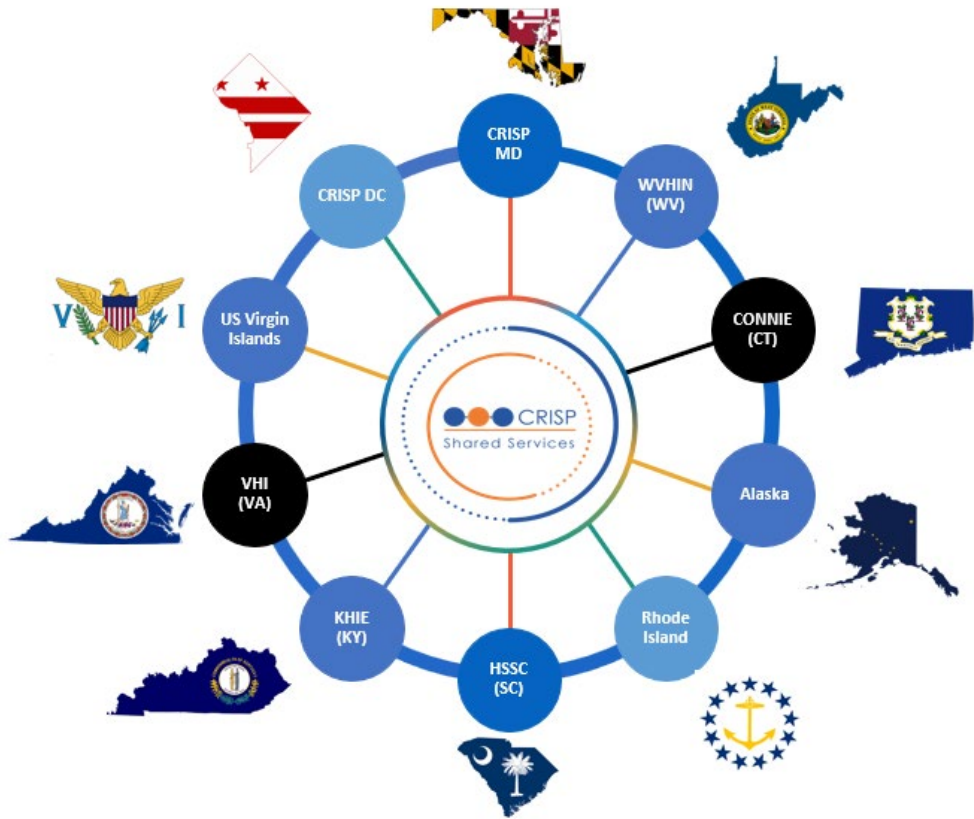 CRISP
MD
WVHIN
(WV)
CONNIE
(CT)
Alaska
Rhode
Island
HSSC
(SC)
KHIE
(KY)
VHI
(VA)
US Virgin
Islands
CRISP DC
CRISP
Shared Services
V I